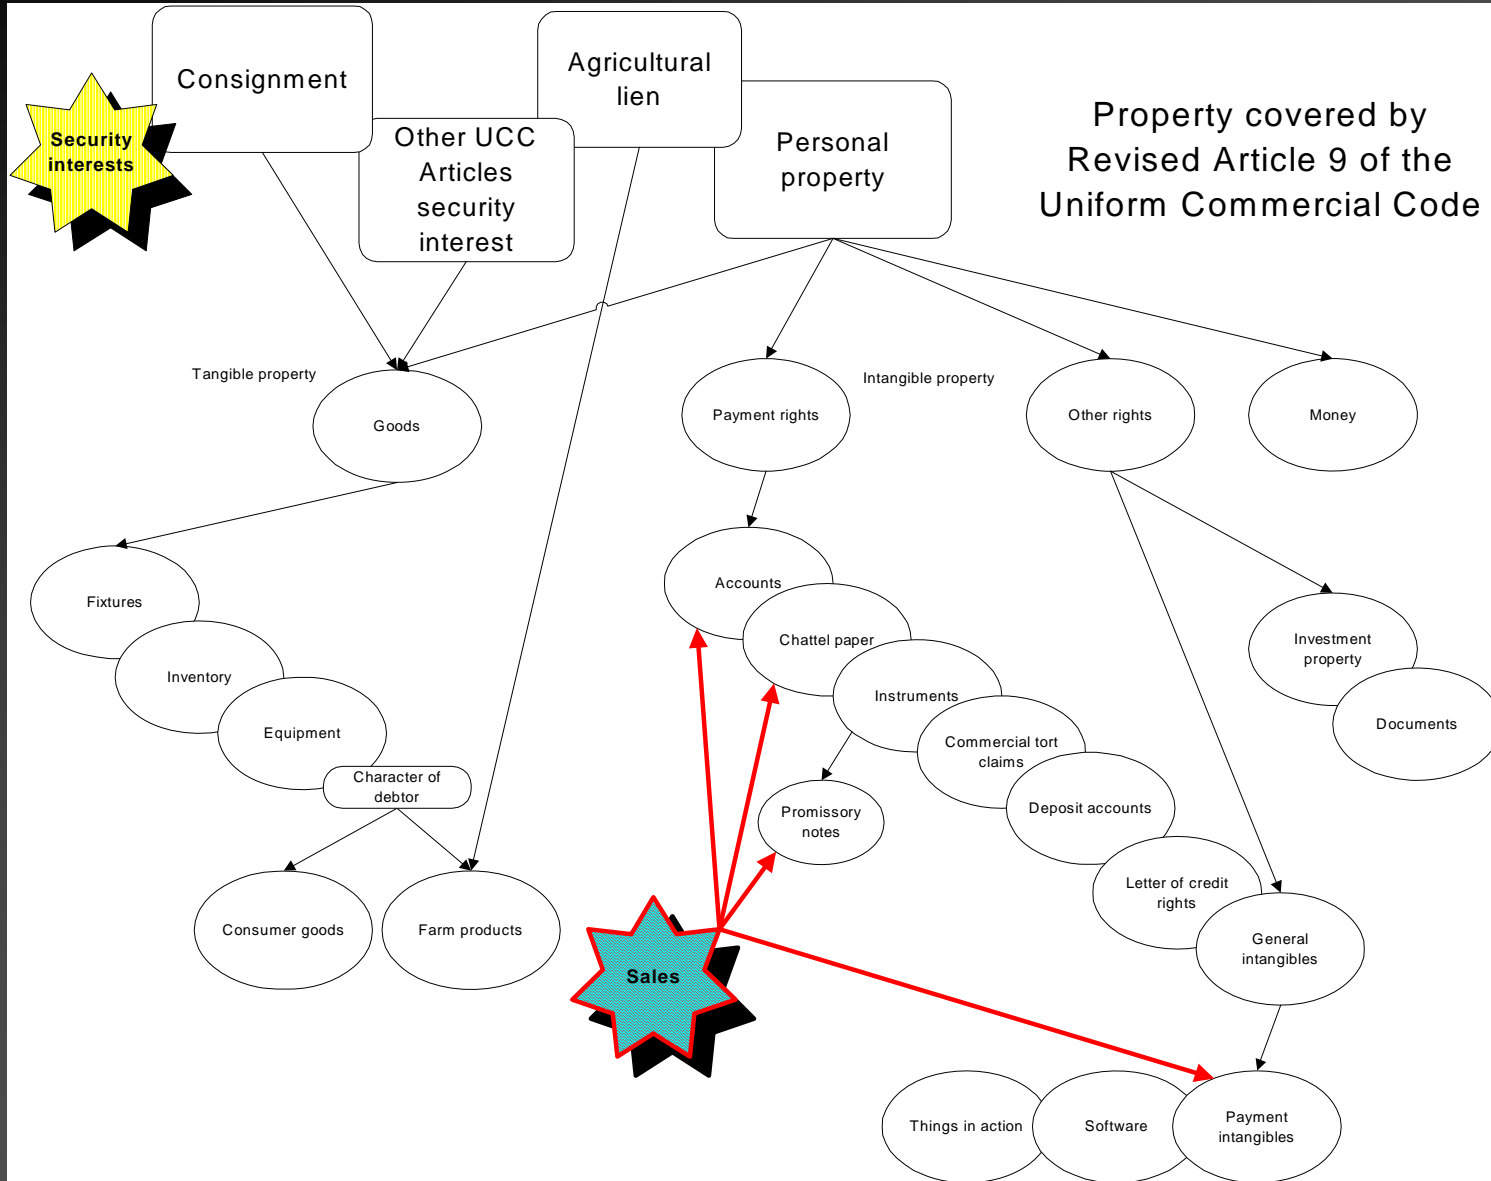 Consignment
Agricultural
lien
Property covered by
Revised Article 9 of the
Uniform Commercial Code
Security
interests
Other UCC
Articles
security
interest
Personal
property
Tangible property
Intangible property
Goods
Payment rights
Other rights
Money
Fixtures
Inventory
Equipment
Character of
debtor
Consumer goods
Farm products
Accounts
Chattel paper
Instruments
Commercial tort
claims
Deposit accounts
Letter of credit
rights
General
intangibles
Promissory
notes
Investment
property
Documents
Sales
Things in action
Software
Payment
intangibles